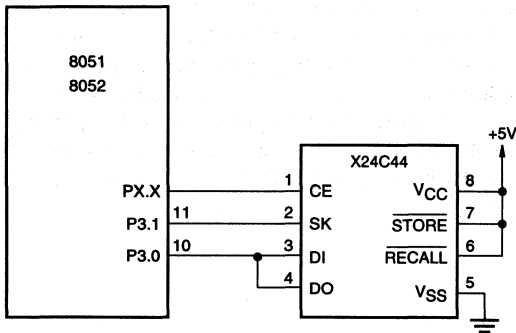 8051
8052
+5V
X24C44
PX.X 1 CE VCC 8
P3.1 11 2 SK STORE 7
P3.0 10 3 DI RECALL 6
4 DO VSS 5